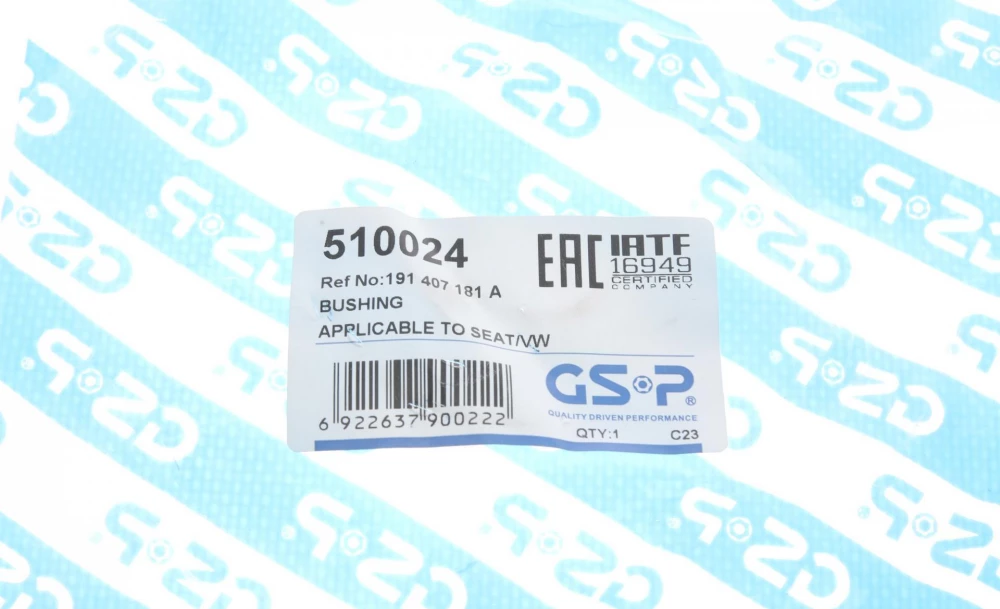 510024
Ref No:191 407 181 A
BUSHING
APPLICABLE TO SEAT/VW
6 922637 900222
EAC
IATF
16949
CERTIFIED
COMPANY
GS•P®
QUALITY DRIVEN PERFORMANCE
QTY:1 C23